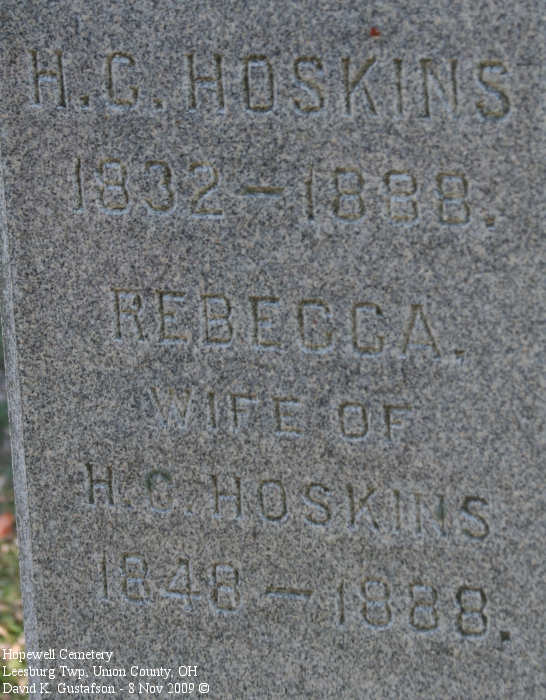 H. C. HOSKINS
1832 – 1888.
REBECCA.
WIFE OF
H. C. HOSKINS
1848 – 1888.
Hopewell Cemetery
Leesburg Twp, Union County, OH
David K. Gustafson - 8 Nov 2009 ©